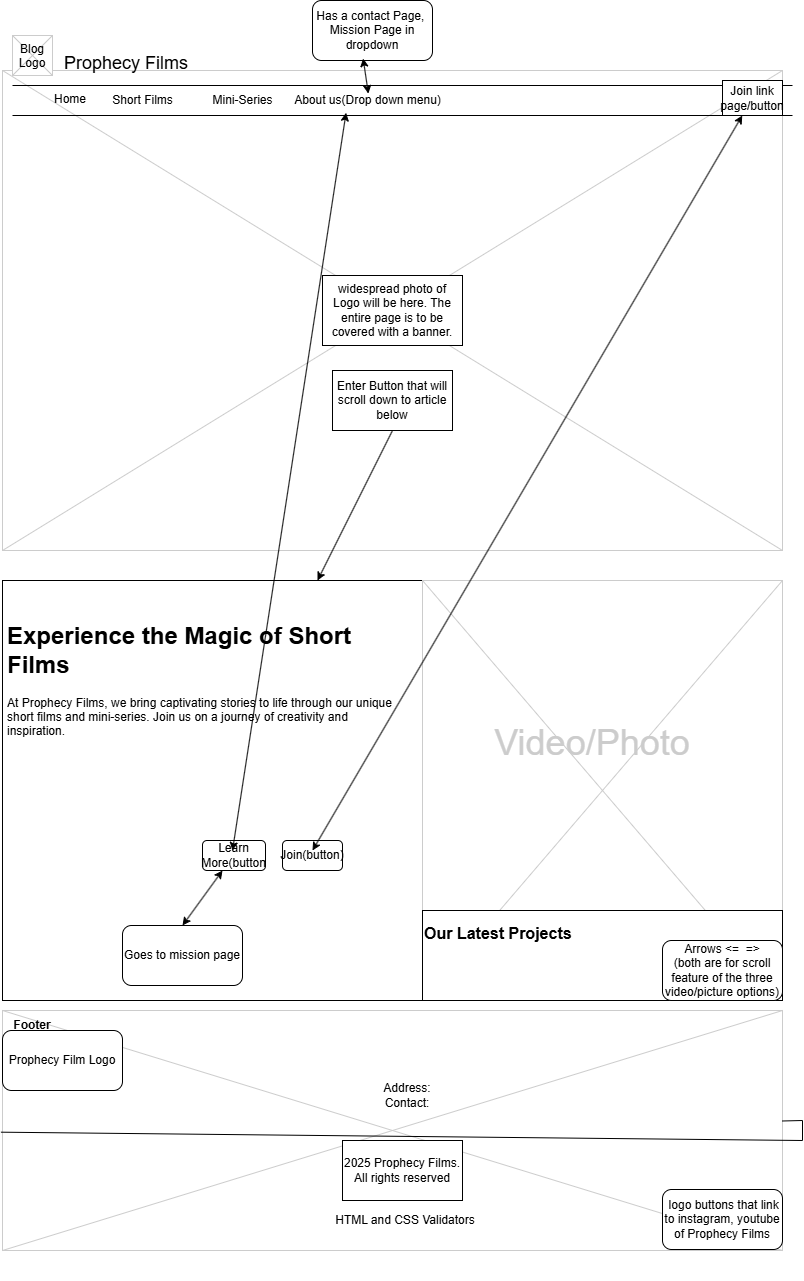 Has a contact Page,
Mission Page in
dropdown
Blog
Logo
Prophecy Films
Home
Short Films
Mini-Series
About us(Drop down menu)
Join link
page/button
widespread photo of
Logo will be here. The
entire page is to be
covered with a banner.
Enter Button that will
scroll down to article
below
Experience the Magic of Short
Films
At Prophecy Films, we bring captivating stories to life through our unique
short films and mini-series. Join us on a journey of creativity and
inspiration.
Video/Photo
Learn
More(button
Join(button)
Goes to mission page
Our Latest Projects
Arrows <=  =>
(both are for scroll
feature of the three
video/picture options)
Footer
Prophecy Film Logo
Address:
Contact:
2025 Prophecy Films.
All rights reserved
HTML and CSS Validators
logo buttons that link
to instagram, youtube
of Prophecy Films